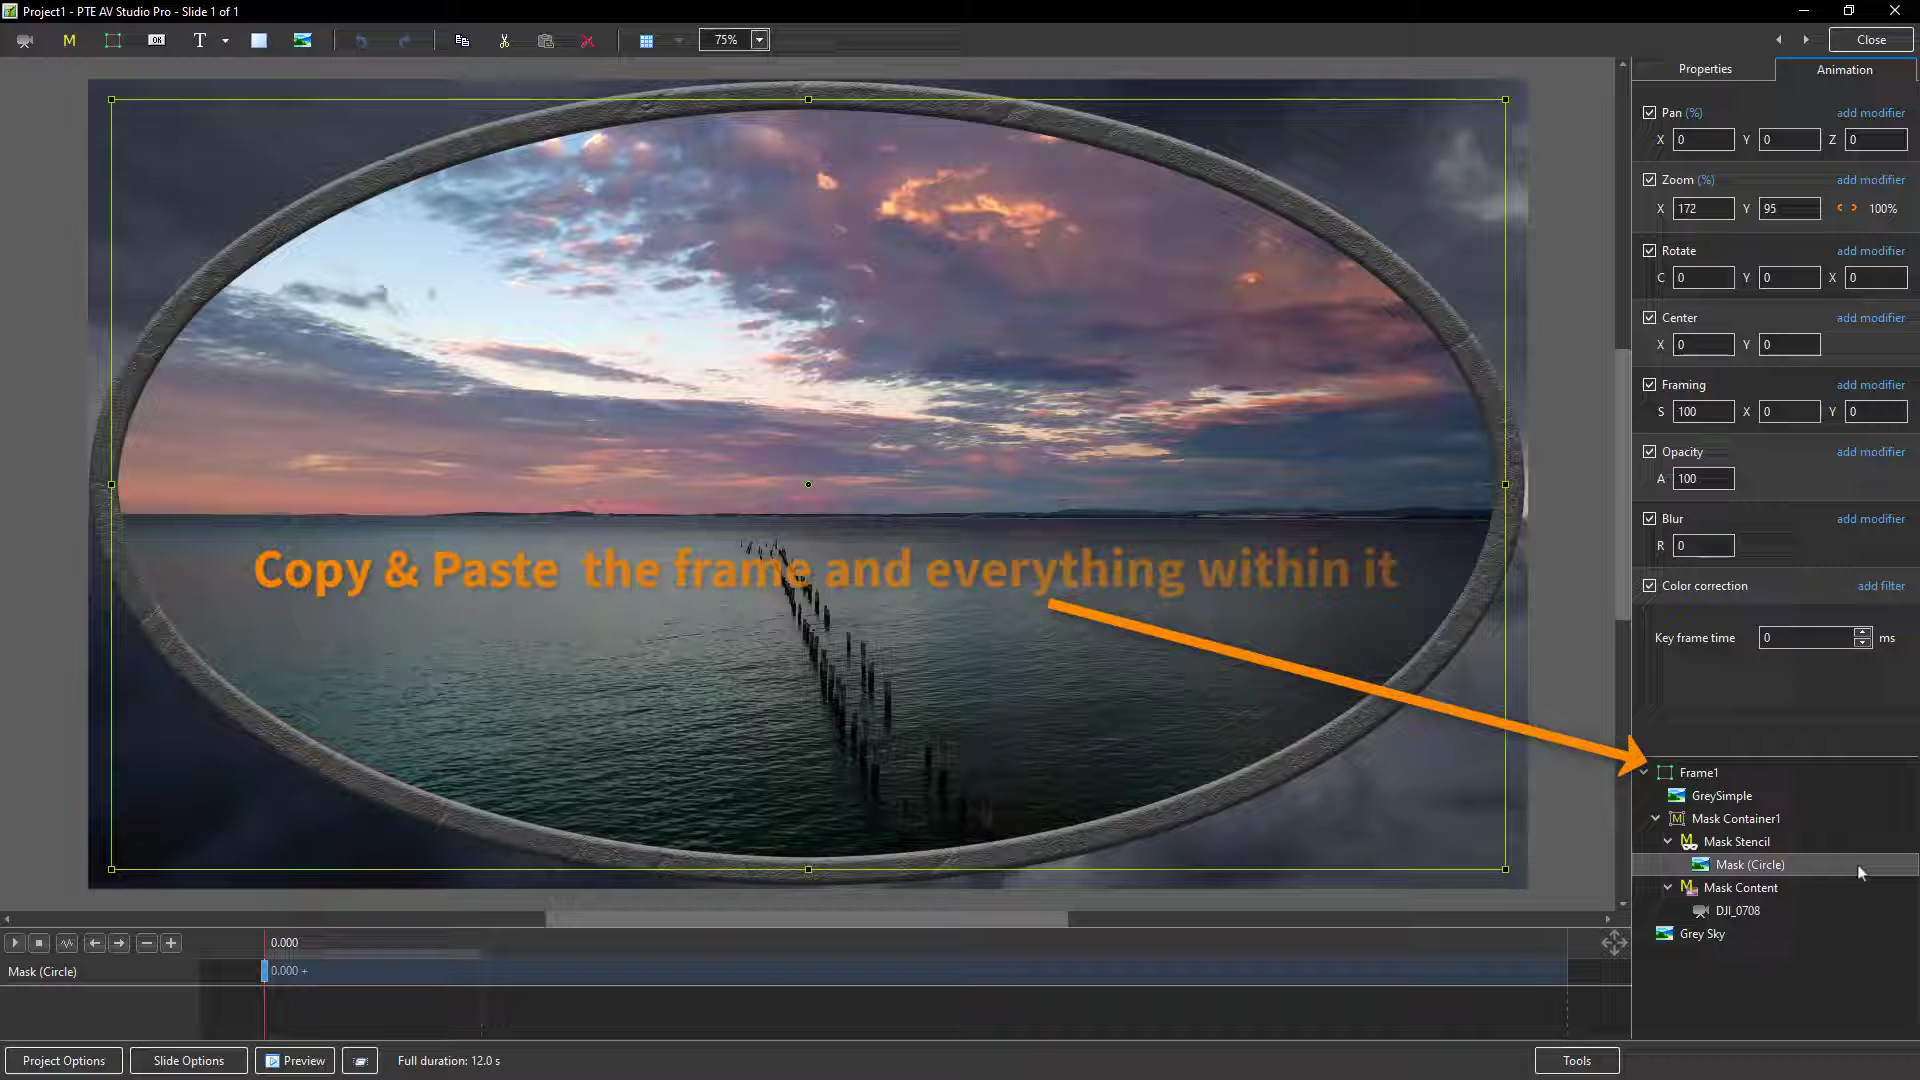 Project1 - PTE AV Studio Pro - Slide 1 of 1
M
OK
T
75%
Close
Properties
Animation
Pan (%)
add modifier
X 0 Y 0 Z 0
Zoom (%)
add modifier
X 172 Y 95 100%
Rotate
add modifier
C 0 Y 0 X 0
Center
add modifier
X 0 Y 0
Framing
add modifier
S 100 X 0 Y 0
Opacity
add modifier
A 100
Blur
add modifier
R 0
Color correction
add filter
Key frame time 0 ms
Copy & Paste the frame and everything within it
Frame1
GreySimple
M Mask Container1
M Mask Stencil
Mask (Circle)
M Mask Content
DJI_0708
Grey Sky
0.000
Mask (Circle)
0.000 +
Project Options
Slide Options
Preview
Full duration: 12.0 s
Tools